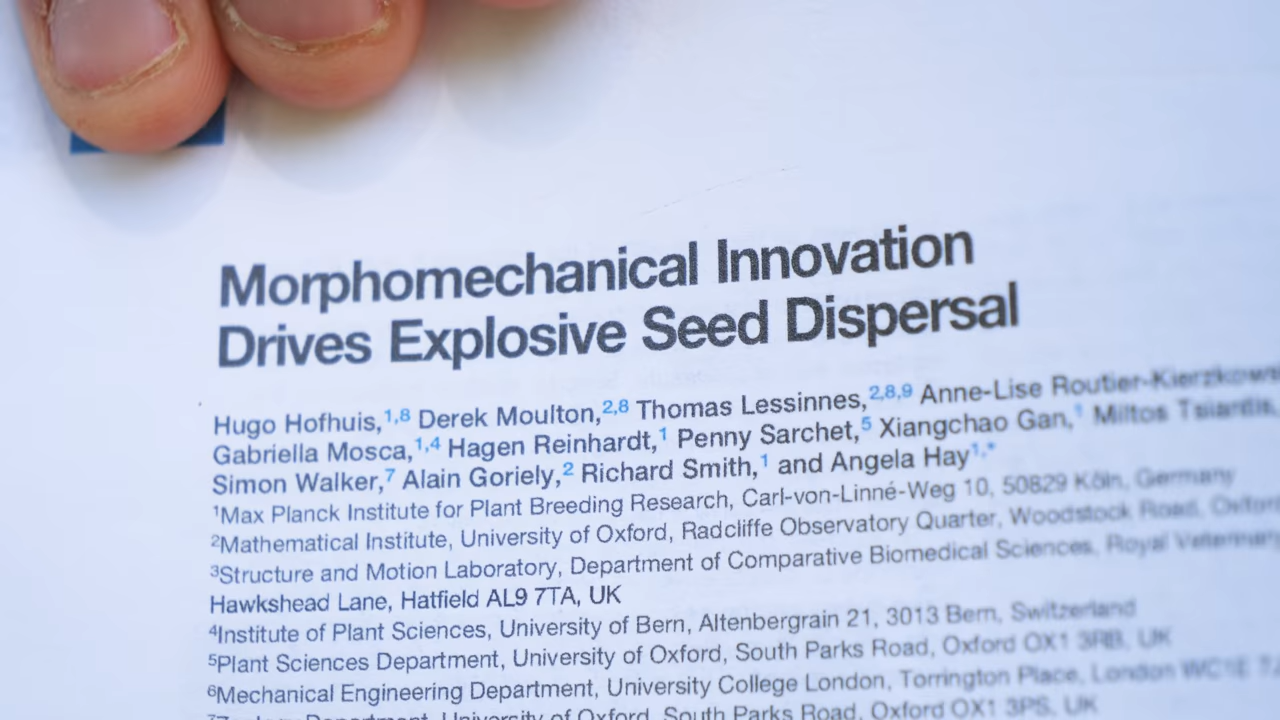 Morphomechanical Innovation
Drives Explosive Seed Dispersal
Hugo Hofhuis,1,8 Derek Moulton,2,8 Thomas Lessinnes,2,8,9 Anne-Lise Routier-Kierzkows
Gabriella Mosca,1,4 Hagen Reinhardt,1 Penny Sarchet,5 Xiangchao Gan,1 Miltos Tsiantis,
Simon Walker,7 Alain Goriely,2 Richard Smith,1 and Angela Hay1,*
1Max Planck Institute for Plant Breeding Research, Carl-von-Linné-Weg 10, 50829 Köln, Germany
2Mathematical Institute, University of Oxford, Radcliffe Observatory Quarter, Woodstock Road, Oxford
3Structure and Motion Laboratory, Department of Comparative Biomedical Sciences, Royal Veterinary
Hawkshead Lane, Hatfield AL9 7TA, UK
4Institute of Plant Sciences, University of Bern, Altenbergrain 21, 3013 Bern, Switzerland
5Plant Sciences Department, University of Oxford, South Parks Road, Oxford OX1 3RB, UK
6Mechanical Engineering Department, University College London, Torrington Place, London WC1E
7Zoology Department, University of Oxford, South Parks Road, Oxford OX1 3PS, UK